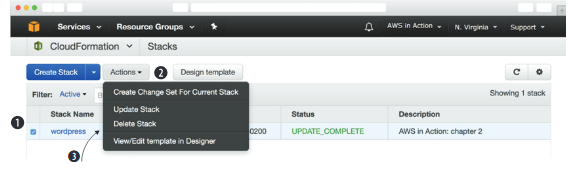 Services Resource Groups AWS in Action N. Virginia Support
CloudFormation Stacks
Create Stack Actions 2 Design template
Create Change Set For Current Stack
Filter: Active Showing 1 stack
Update Stack
Stack Name Status Description
Delete Stack
1 wordpress 0200 UPDATE_COMPLETE AWS in Action: chapter 2
View/Edit template in Designer
3